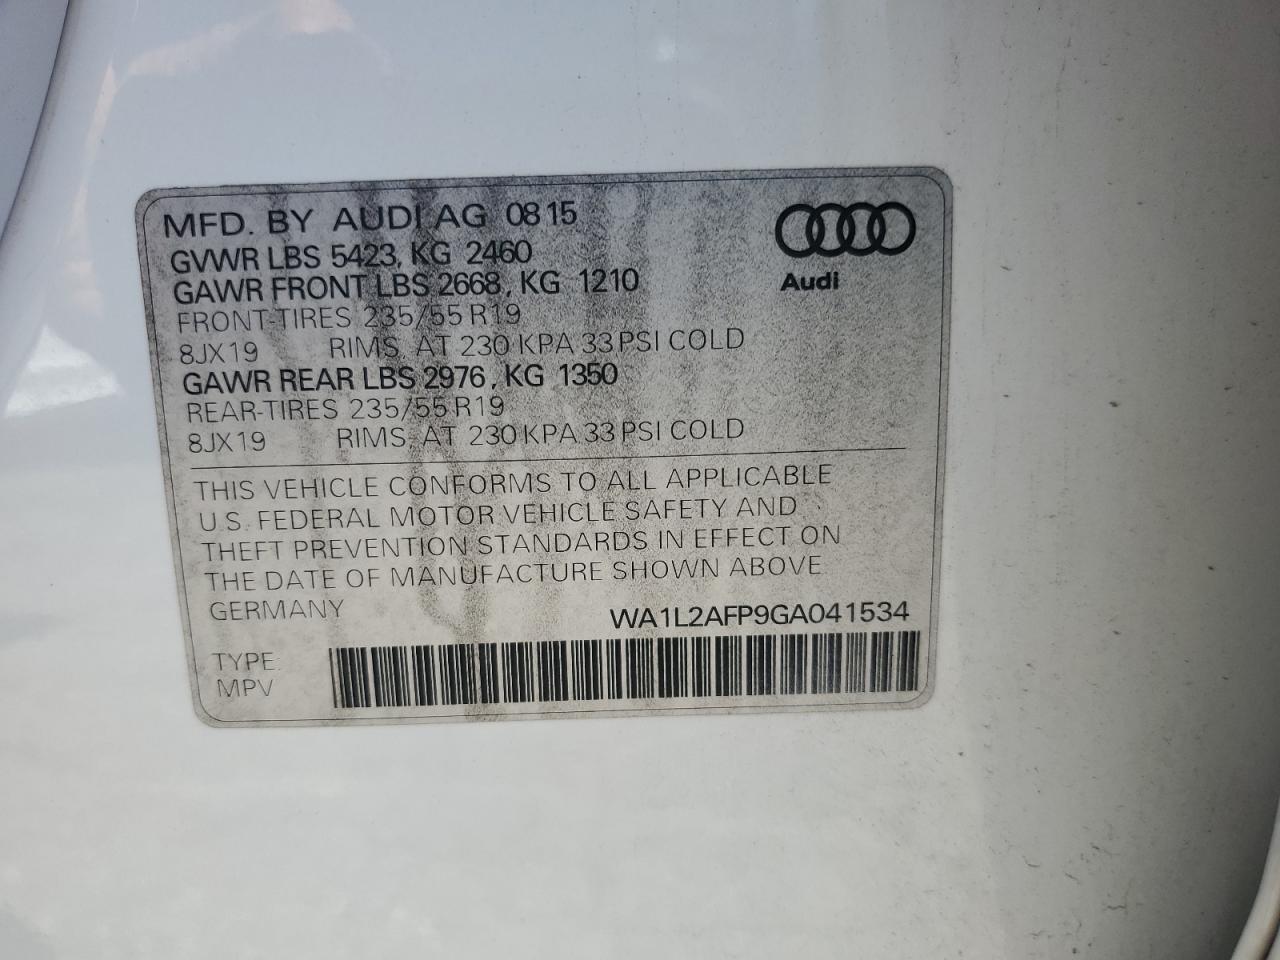 MFD. BY AUDI AG 08 15
GVWR LBS 5423, KG 2460
GAWR FRONT LBS 2668, KG 1210
FRONT-TIRES 235/55 R19
8JX19 RIMS, AT 230 KPA 33 PSI COLD
GAWR REAR LBS 2976, KG 1350
REAR-TIRES 235/55 R19
8JX19 RIMS, AT 230 KPA 33 PSI COLD
Audi
THIS VEHICLE CONFORMS TO ALL APPLICABLE
U.S. FEDERAL MOTOR VEHICLE SAFETY AND
THEFT PREVENTION STANDARDS IN EFFECT ON
THE DATE OF MANUFACTURE SHOWN ABOVE
GERMANY WA1L2AFP9GA041534
TYPE:
MPV